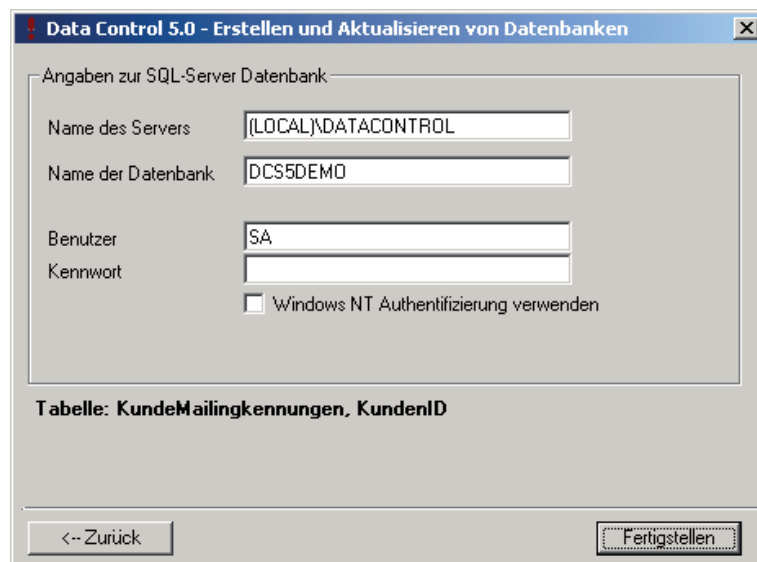 Data Control 5.0 - Erstellen und Aktualisieren von Datenbanken
Angaben zur SQL-Server Datenbank
Name des Servers (LOCAL)\DATACONTROL
Name der Datenbank DCS5DEMO
Benutzer SA
Kennwort
Windows NT Authentifizierung verwenden
Tabelle: KundeMailingkennungen, KundenID
<-- Zurück Fertigstellen